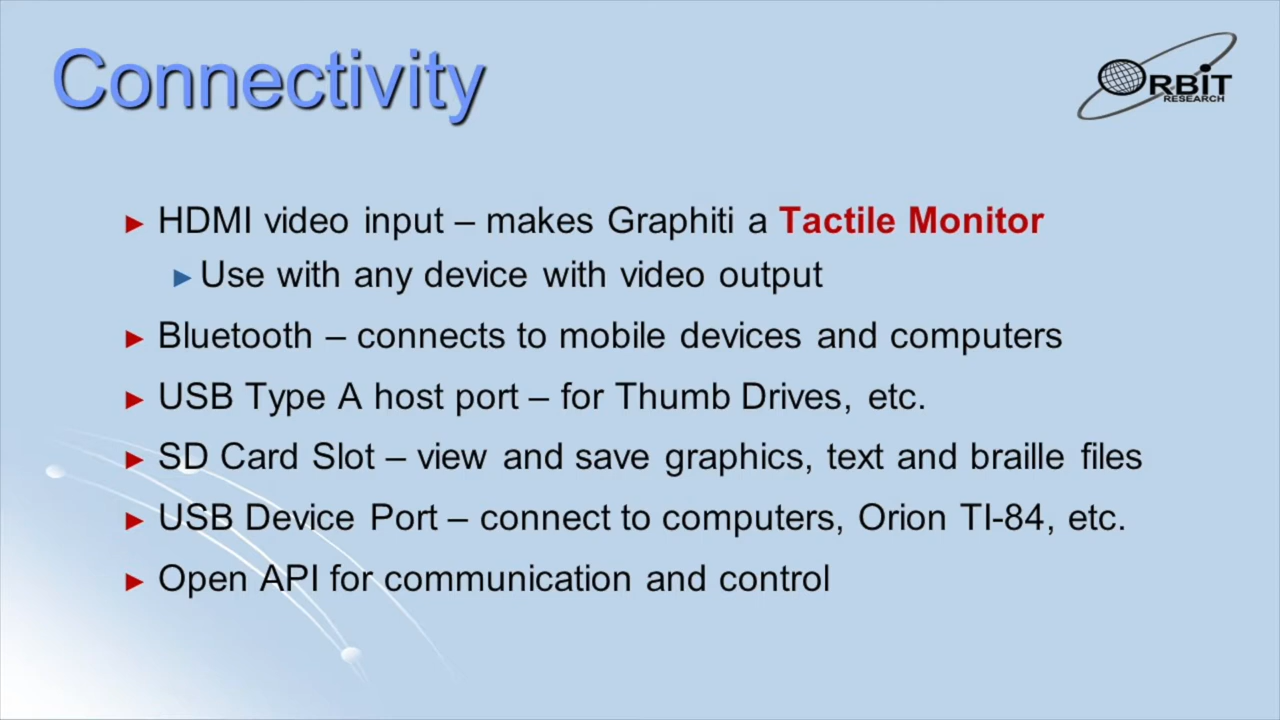 Connectivity
ORBIT
RESEARCH
► HDMI video input – makes Graphiti a Tactile Monitor
► Use with any device with video output
► Bluetooth – connects to mobile devices and computers
► USB Type A host port – for Thumb Drives, etc.
► SD Card Slot – view and save graphics, text and braille files
► USB Device Port – connect to computers, Orion TI-84, etc.
► Open API for communication and control